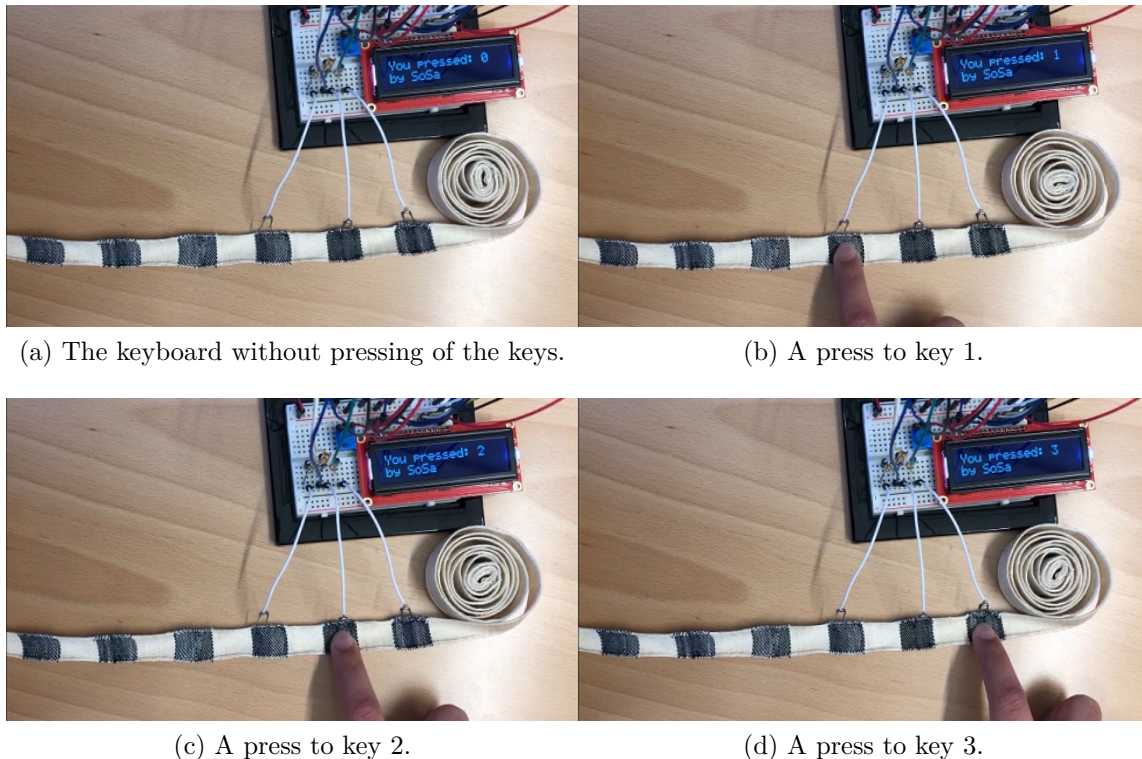 You pressed: 0
by SoSa
You pressed: 1
by SoSa
(a) The keyboard without pressing of the keys.
(b) A press to key 1.
You pressed: 2
by SoSa
You pressed: 3
by SoSa
(c) A press to key 2.
(d) A press to key 3.